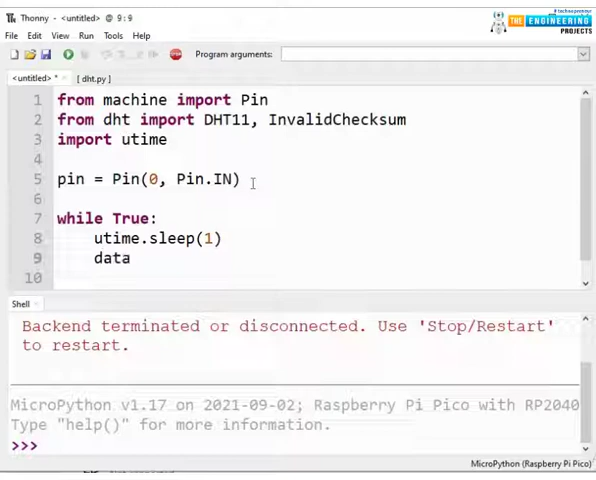 Thonny - <untitled> @ 9:9
THE ENGINEERING
PROJECTS
File Edit View Run Tools Help
Program arguments:
<untitled> * [ dht.py ]
1 from machine import Pin
2 from dht import DHT11, InvalidChecksum
3 import utime
4
5 pin = Pin(0, Pin.IN)
6
7 while True:
8 utime.sleep(1)
9 data
10
Shell
Backend terminated or disconnected. Use 'Stop/Restart'
to restart.
MicroPython v1.17 on 2021-09-02; Raspberry Pi Pico with RP2040
Type "help()" for more information.
>>>
MicroPython (Raspberry Pi Pico)